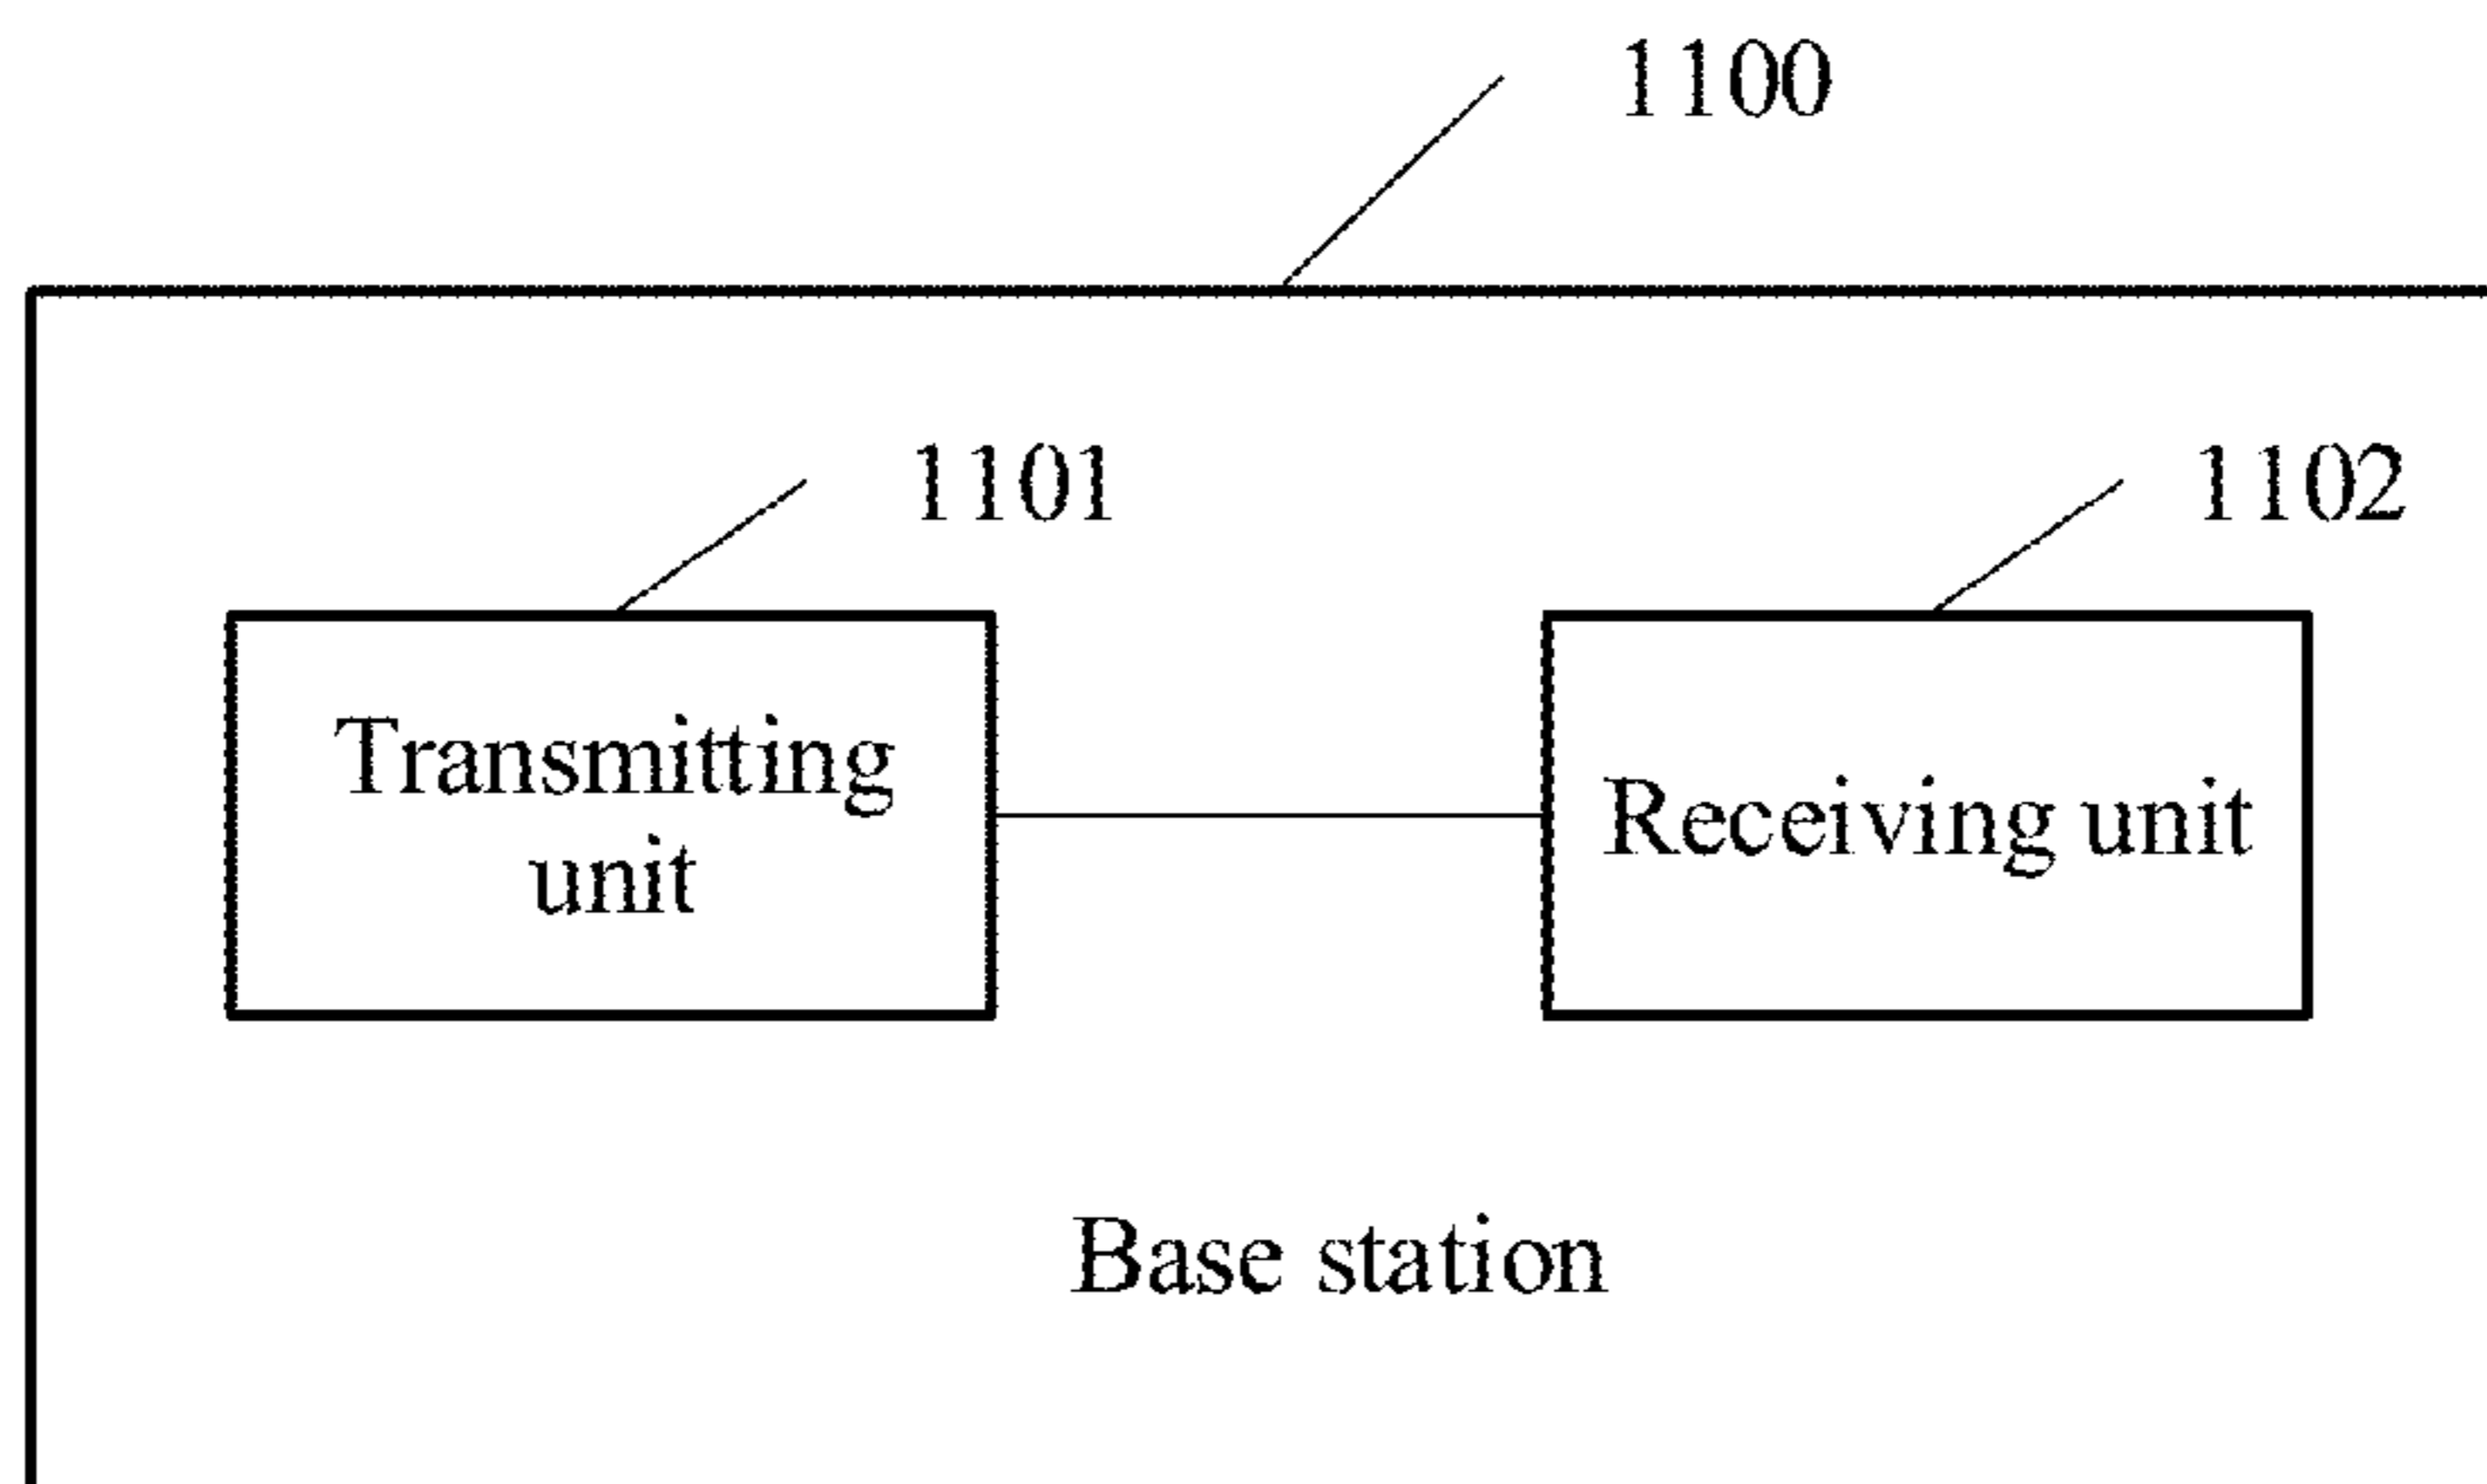 1100
1101
1102
Transmitting
unit
Receiving unit
Base station